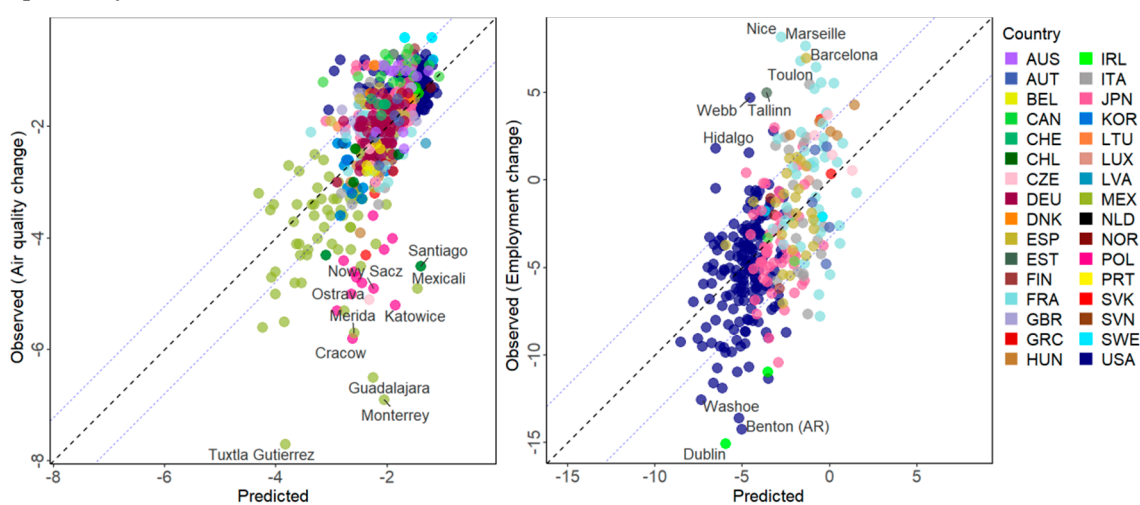 Observed (Air quality change)
-2
-4
-6
-8
-8
-6
-4
-2
Predicted
Santiago
Nowy Sacz
Mexicali
Ostrava
Merida
Katowice
Cracow
Guadalajara
Monterrey
Tuxtla Gutierrez
Observed (Employment change)
5
0
-5
-10
-15
-15
-10
-5
0
5
Predicted
Nice
Marseille
Barcelona
Toulon
Webb
Tallinn
Hidalgo
Washoe
Benton (AR)
Dublin
Country
AUS
AUT
BEL
CAN
CHE
CHL
CZE
DEU
DNK
ESP
EST
FIN
FRA
GBR
GRC
HUN
IRL
ITA
JPN
KOR
LTU
LUX
LVA
MEX
NLD
NOR
POL
PRT
SVK
SVN
SWE
USA